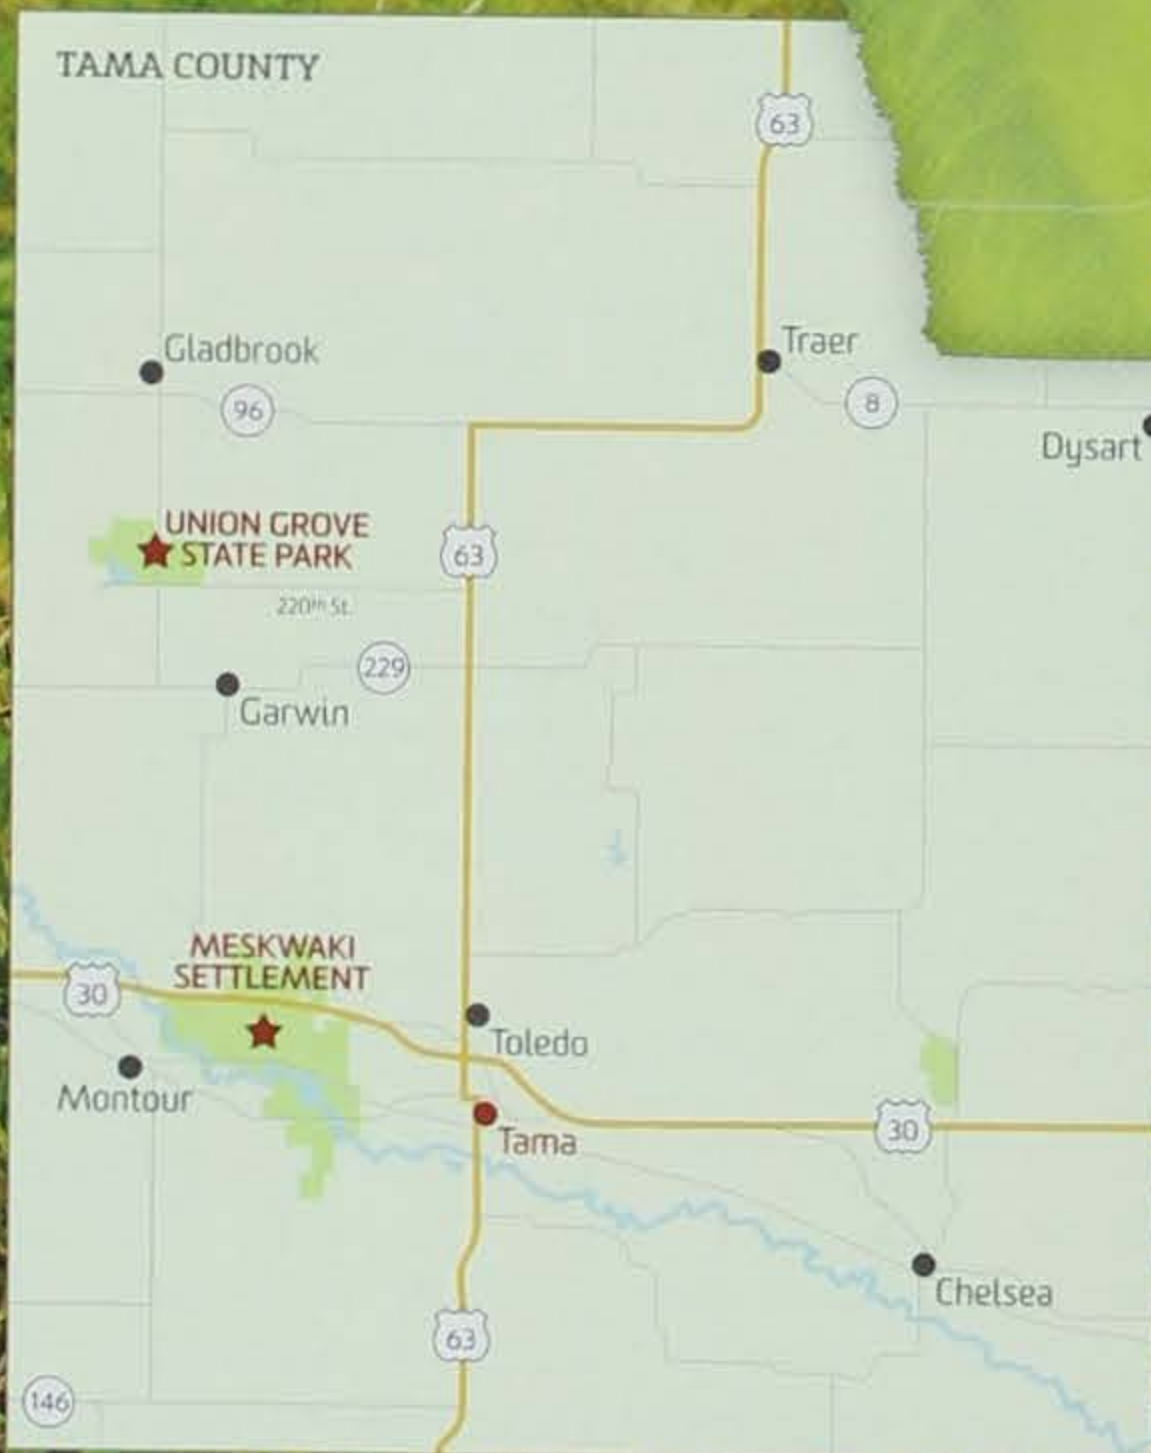 TAMA COUNTY
63
Gladbrook
Traer
96
8
Dysart
UNION GROVE
STATE PARK
63
220th St.
229
Garwin
MESKWAKI
SETTLEMENT
30
Toledo
Montour
Tama
30
Chelsea
63
146